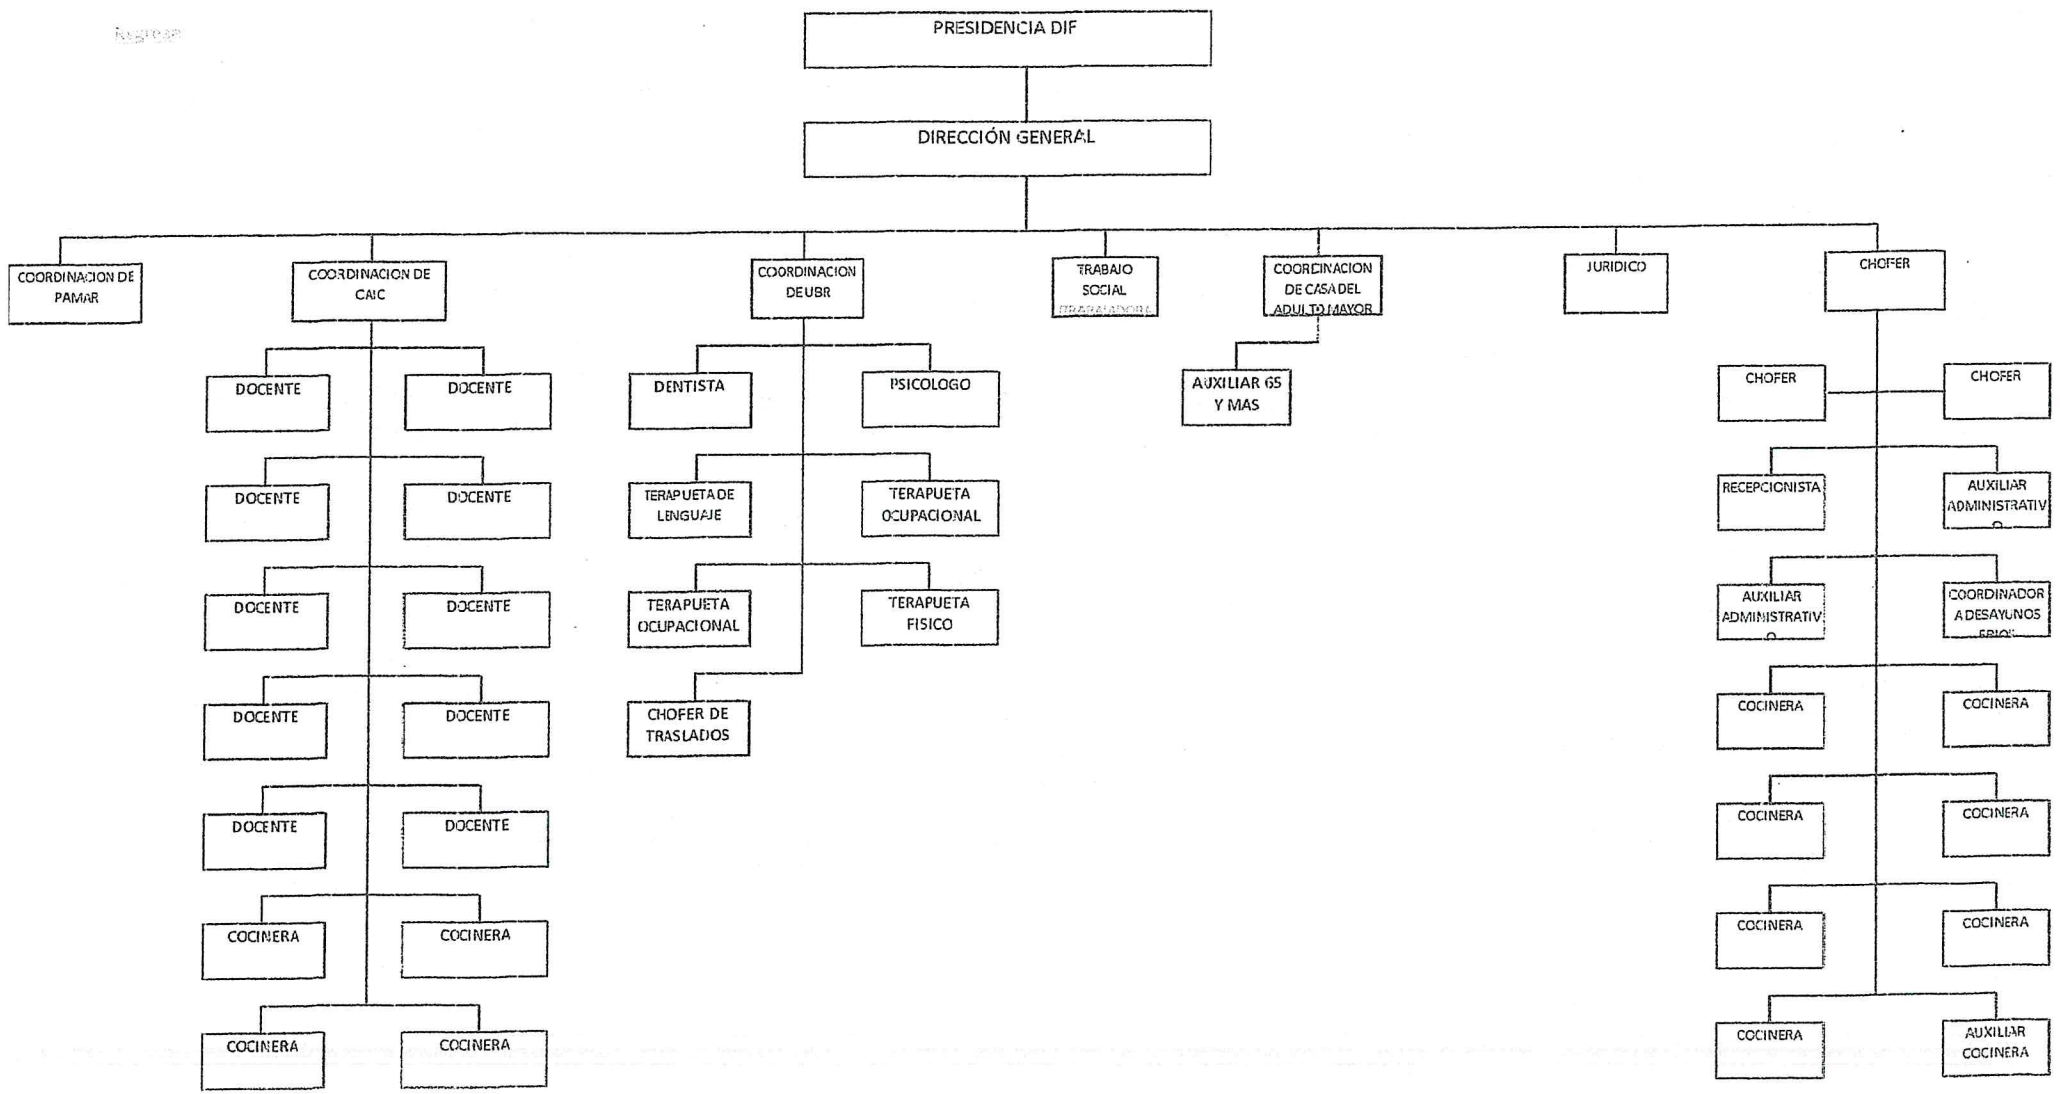 Regreso
PRESIDENCIA DIF
DIRECCIÓN GENERAL
COORDINACION DE
PAMAR
COORDINACION DE
CAIC
COORDINACION
DE UBR
TRABAJO
SOCIAL
(TRABAJADORA
COORDINACION
DE CASA DEL
ADULTO MAYOR
JURIDICO
CHOFER
DOCENTE
DOCENTE
DENTISTA
PSICOLOGO
AUXILIAR 65
Y MAS
CHOFER
CHOFER
DOCENTE
DOCENTE
TERAPUETA DE
LENGUAJE
TERAPUETA
OCUPACIONAL
RECEPCIONISTA
AUXILIAR
ADMINISTRATIV
O
DOCENTE
DOCENTE
TERAPUETA
OCUPACIONAL
TERAPUETA
FISICO
AUXILIAR
ADMINISTRATIV
O
COORDINADOR
A DESAYUNOS
FRIOS
DOCENTE
DOCENTE
CHOFER DE
TRASLADOS
COCINERA
COCINERA
DOCENTE
DOCENTE
COCINERA
COCINERA
COCINERA
COCINERA
COCINERA
COCINERA
COCINERA
COCINERA
COCINERA
AUXILIAR
COCINERA